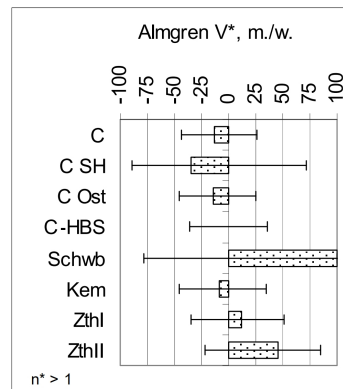 Almgren V*, m./w.
-100 -75 -50 -25 0 25 50 75 100
C
C SH
C Ost
C-HBS
Schwb
Kem
ZthI
ZthII
n* > 1